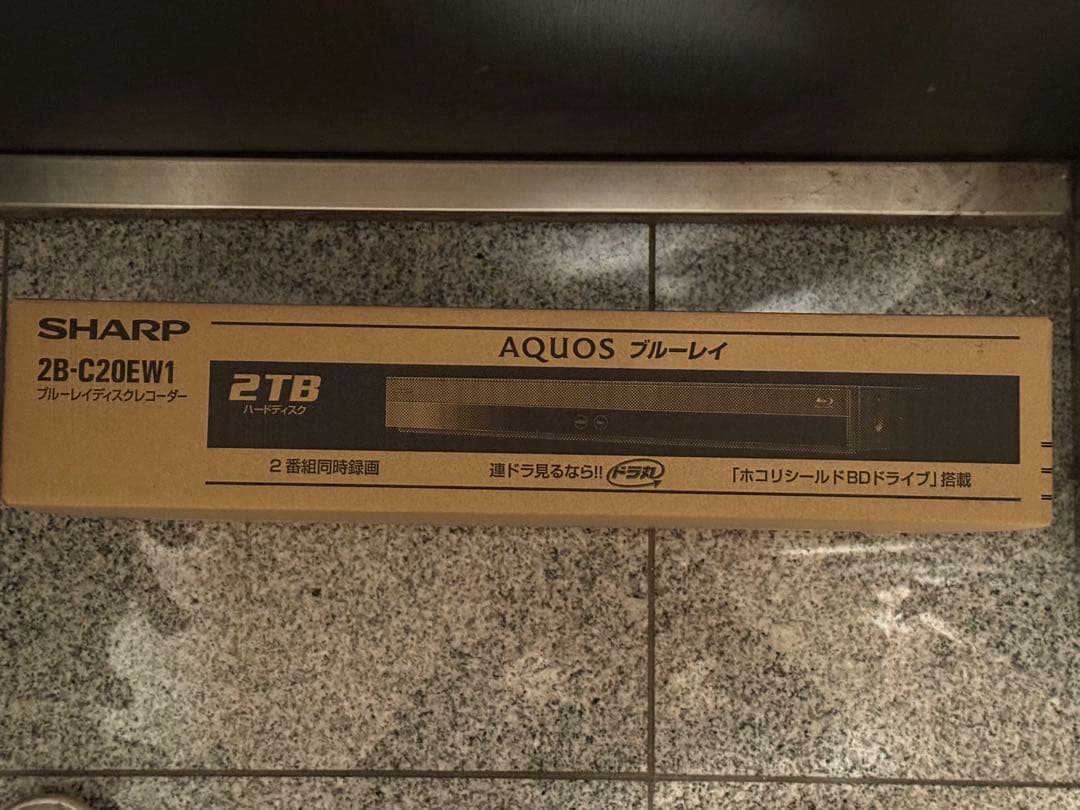 SHARP
2B-C20EW1
ブルーレイディスクレコーダー
AQUOS ブルーレイ
2TB
ハードディスク
2番組同時録画
連ドラ見るなら!! ドラ丸
「ホコリシールドBDドライブ」搭載